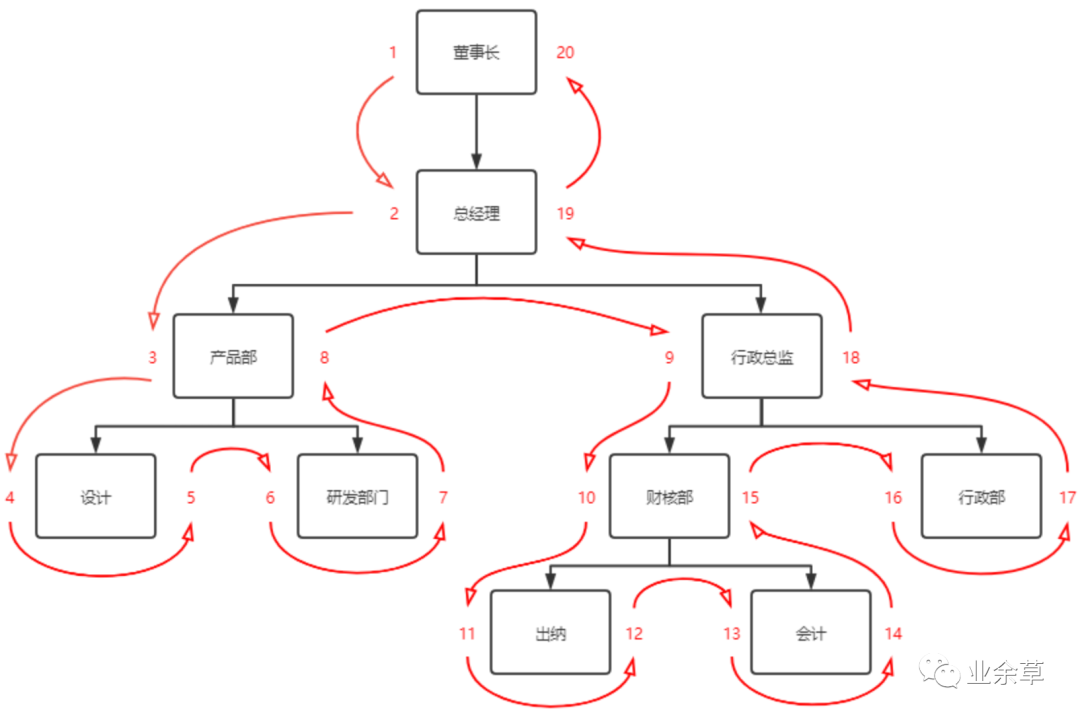 1 董事长 20
2 总经理 19
3 产品部 8 9 行政总监 18
4 设计 5 6 研发部门 7 10 财核部 15 16 行政部 17
11 出纳 12 13 会计 14
业余草